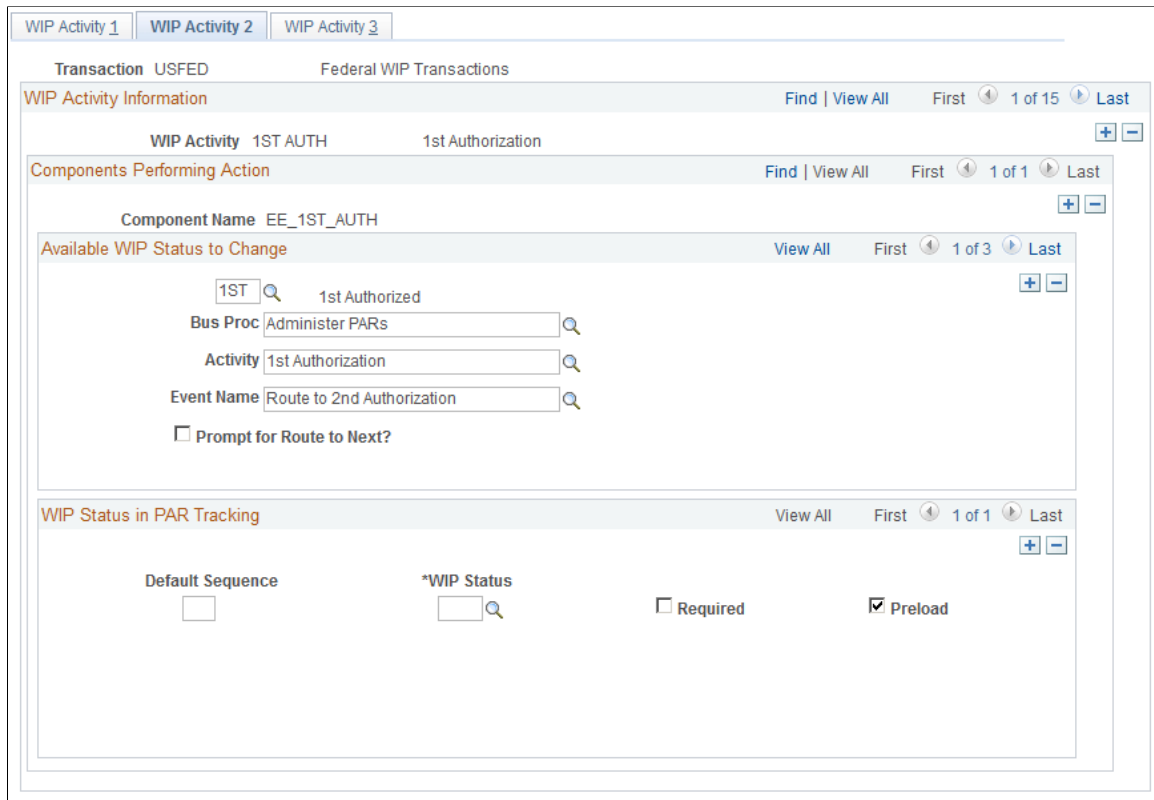 WIP Activity 1 WIP Activity 2 WIP Activity 3
Transaction USFED Federal WIP Transactions
WIP Activity Information Find | View All First 1 of 15 Last
WIP Activity 1ST AUTH 1st Authorization
Components Performing Action Find | View All First 1 of 1 Last
Component Name EE_1ST_AUTH
Available WIP Status to Change View All First 1 of 3 Last
1ST 1st Authorized
Bus Proc Administer PARs
Activity 1st Authorization
Event Name Route to 2nd Authorization
Prompt for Route to Next?
WIP Status in PAR Tracking View All First 1 of 1 Last
Default Sequence *WIP Status
Required Preload